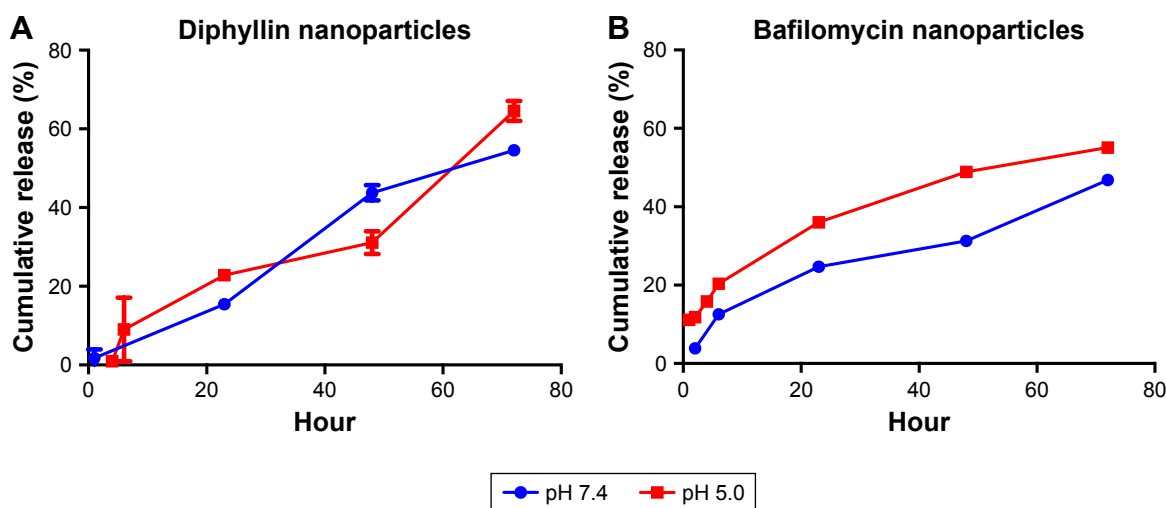 A
Diphyllin nanoparticles
Cumulative release (%)
80
60
40
20
0
0 20 40 60 80
Hour
B
Bafilomycin nanoparticles
Cumulative release (%)
80
60
40
20
0
0 20 40 60 80
Hour
pH 7.4 pH 5.0